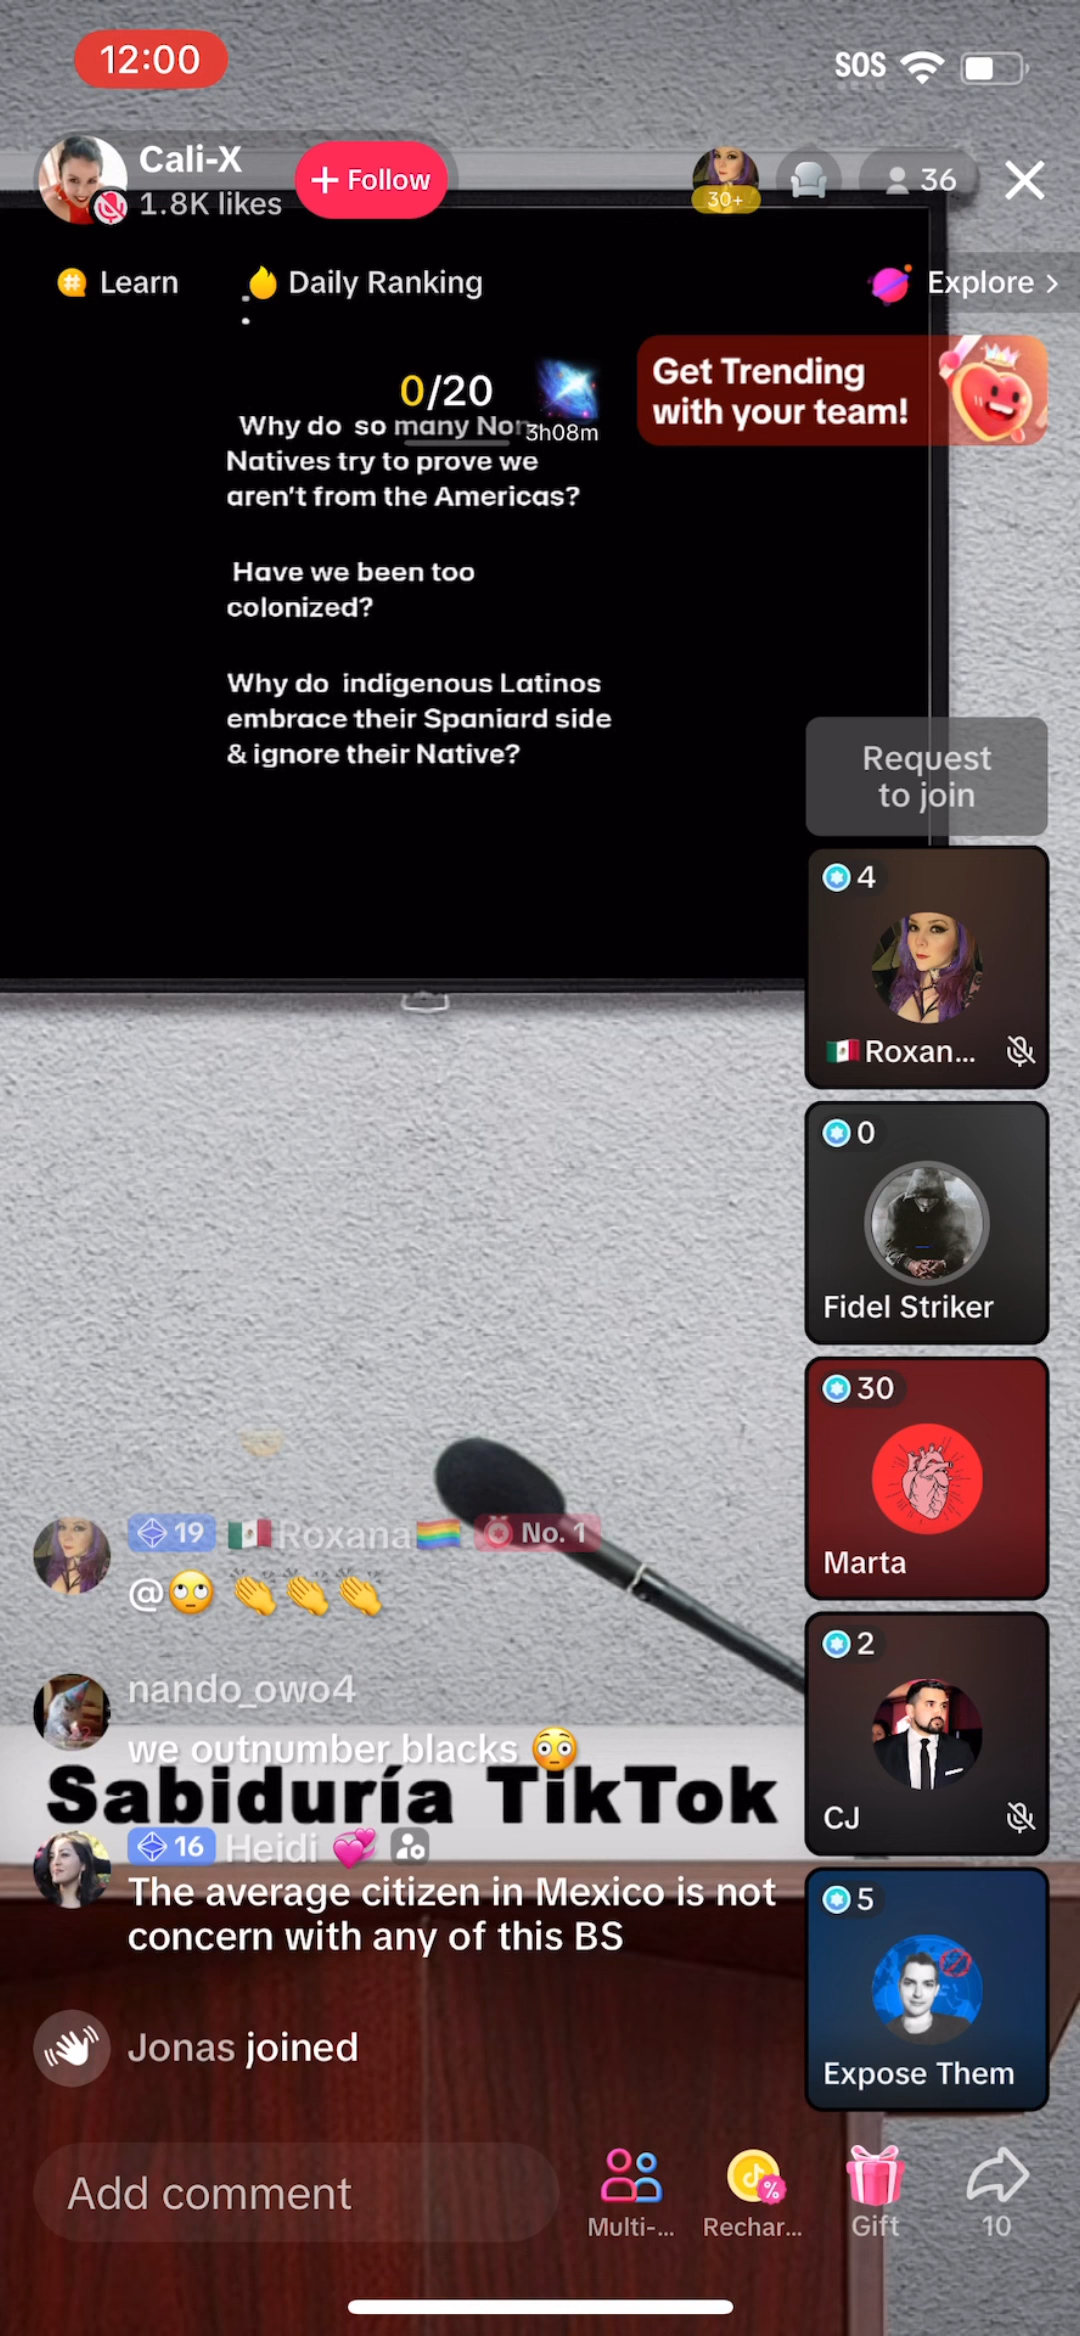 12:00
SOS
Cali-X
1.8K likes
+ Follow
30+
36
Learn
Daily Ranking
Explore >
0/20
3h08m
Get Trending
with your team!
Why do so many Non
Natives try to prove we
aren't from the Americas?
Have we been too
colonized?
Why do indigenous Latinos
embrace their Spaniard side
& ignore their Native?
Request
to join
4
🇲🇽 Roxan...
0
Fidel Striker
30
Marta
2
CJ
5
Expose Them
19 🇲🇽Roxana🏳️‍🌈 No. 1
@🙄 👏👏👏
nando_owo4
we outnumber blacks 😳
Sabiduría TikTok
16 Heidi 💞
The average citizen in Mexico is not
concern with any of this BS
Jonas joined
Add comment
Multi-...
Rechar...
Gift
10